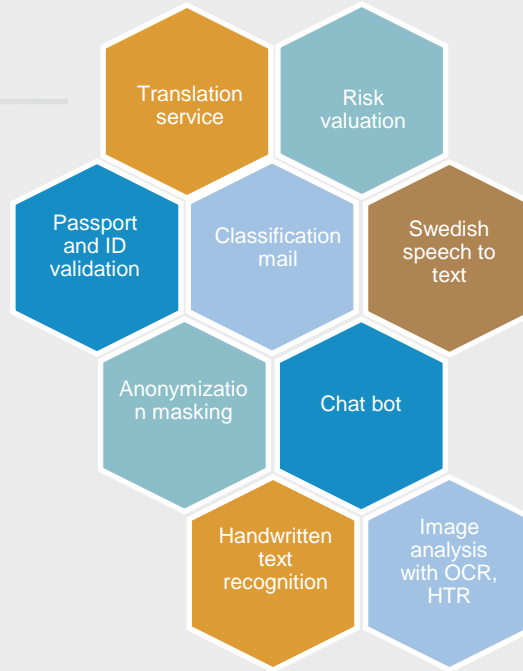 Translation
service
Risk
valuation
Passport
and ID
validation
Classification
mail
Swedish
speech to
text
Anonymizatio
n masking
Chat bot
Handwritten
text
recognition
Image
analysis
with OCR,
HTR